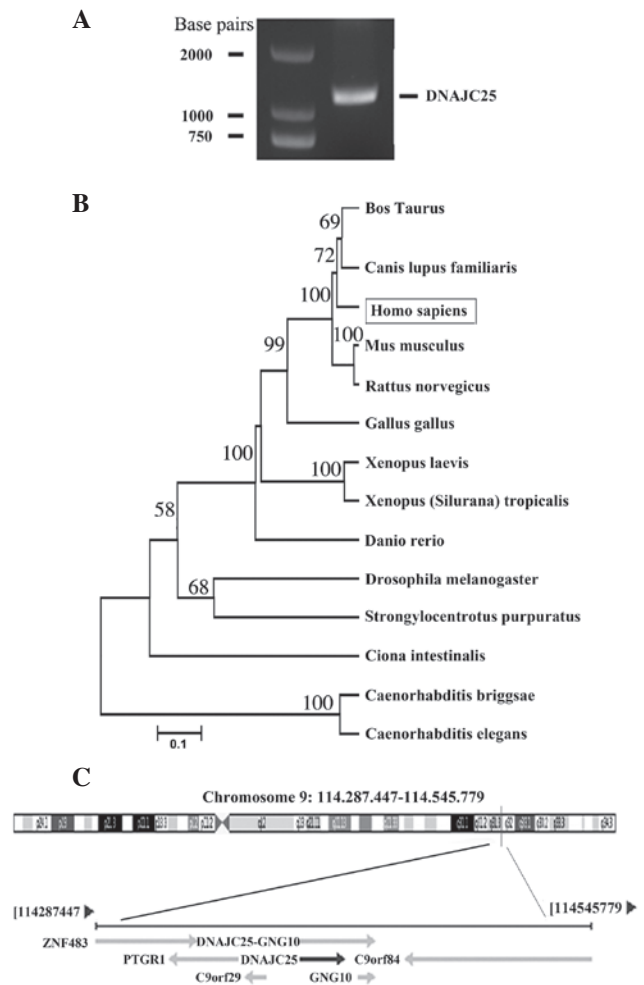 A
Base pairs
2000
DNAJC25
1000
750
B
Bos Taurus
69
72
Canis lupus familiaris
100
Homo sapiens
100
Mus musculus
99
Rattus norvegicus
Gallus gallus
100
Xenopus laevis
100
Xenopus (Silurana) tropicalis
58
Danio rerio
Drosophila melanogaster
68
Strongylocentrotus purpuratus
Ciona intestinalis
100
Caenorhabditis briggsae
0.1
Caenorhabditis elegans
C
Chromosome 9: 114.287.447-114.545.779
[114287447
[114545779
ZNF483
DNAJC25-GNG10
PTGR1
DNAJC25
C9orf84
C9orf29
GNG10